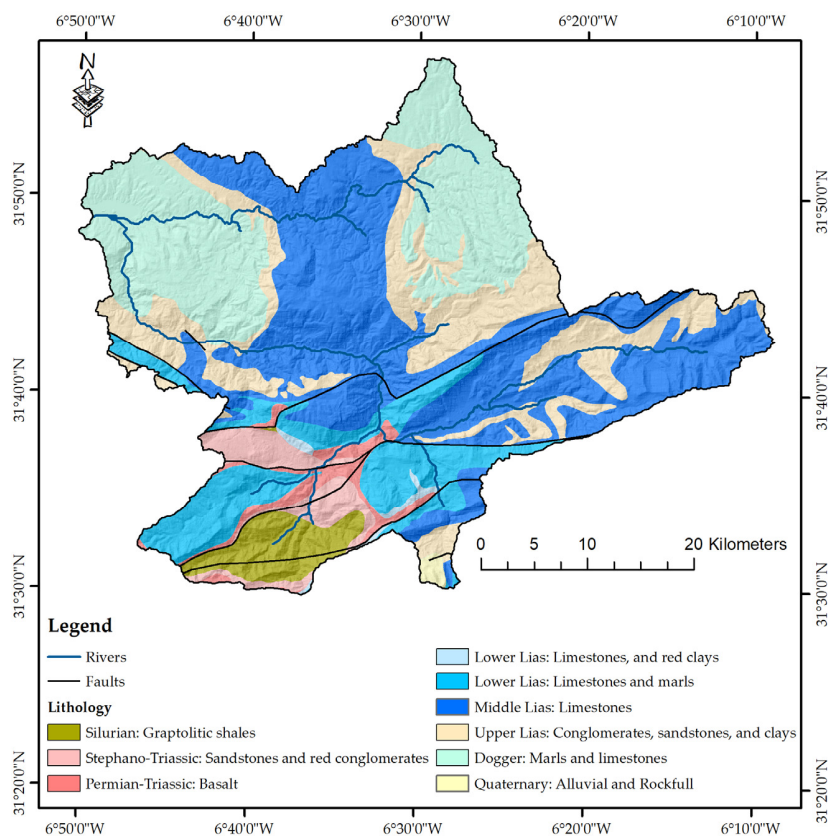 6°50'0"W 6°40'0"W 6°30'0"W 6°20'0"W 6°10'0"W
N
31°50'0"N 31°50'0"N
31°40'0"N 31°40'0"N
0 5 10 20 Kilometers
31°30'0"N 31°30'0"N
Legend
Rivers
Faults
Lithology
Silurian: Graptolitic shales
Stephano-Triassic: Sandstones and red conglomerates
Permian-Triassic: Basalt
Lower Lias: Limestones, and red clays
Lower Lias: Limestones and marls
Middle Lias: Limestones
Upper Lias: Conglomerates, sandstones, and clays
Dogger: Marls and limestones
Quaternary: Alluvial and Rockfull
31°20'0"N 31°20'0"N
6°50'0"W 6°40'0"W 6°30'0"W 6°20'0"W 6°10'0"W